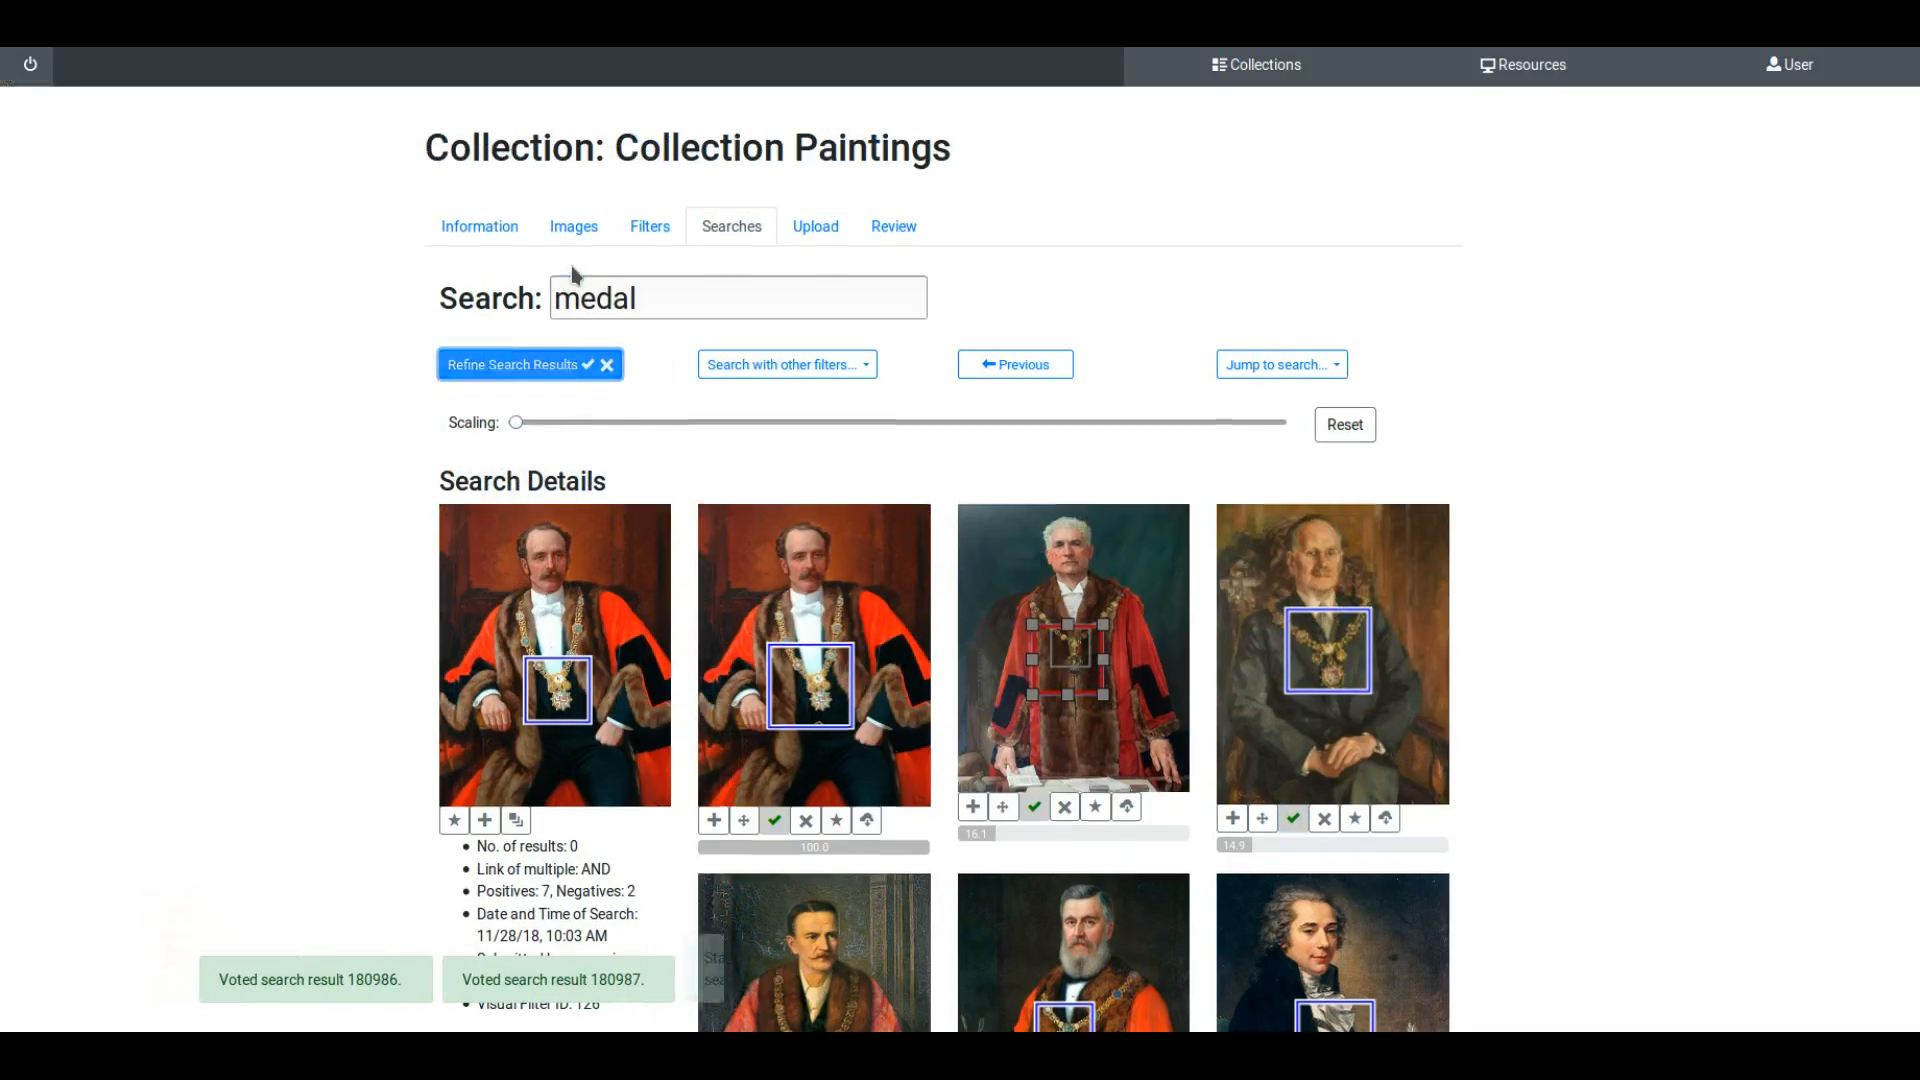 Collections
Resources
User
Collection: Collection Paintings
Information
Images
Filters
Searches
Upload
Review
Search: medal
Refine Search Results
Search with other filters...
Previous
Jump to search...
Scaling:
Reset
Search Details
No. of results: 0
Link of multiple: AND
Positives: 7, Negatives: 2
Date and Time of Search:
11/28/18, 10:03 AM
Visual Filter ID: 126
100.0
16.1
14.9
Voted search result 180986.
Voted search result 180987.